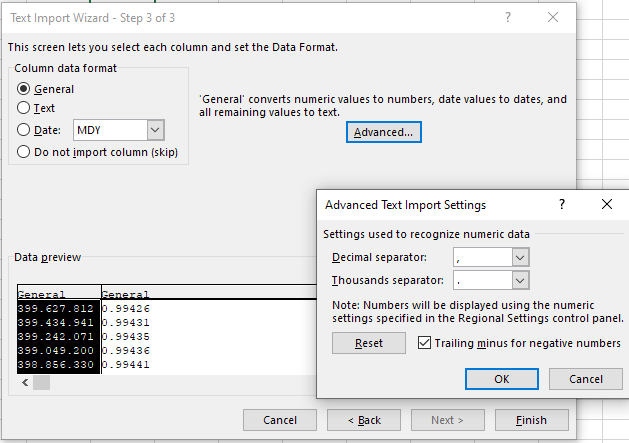 Text Import Wizard - Step 3 of 3
This screen lets you select each column and set the Data Format.
Column data format
General
Text
Date: MDY
Do not import column (skip)
'General' converts numeric values to numbers, date values to dates, and
all remaining values to text.
Advanced...
Data preview
General General
399.627.812 0.99426
399.434.941 0.99431
399.242.071 0.99435
399.049.200 0.99436
398.856.330 0.99441
Cancel < Back Next > Finish
Advanced Text Import Settings
Settings used to recognize numeric data
Decimal separator: ,
Thousands separator: .
Note: Numbers will be displayed using the numeric
settings specified in the Regional Settings control panel.
Reset Trailing minus for negative numbers
OK Cancel